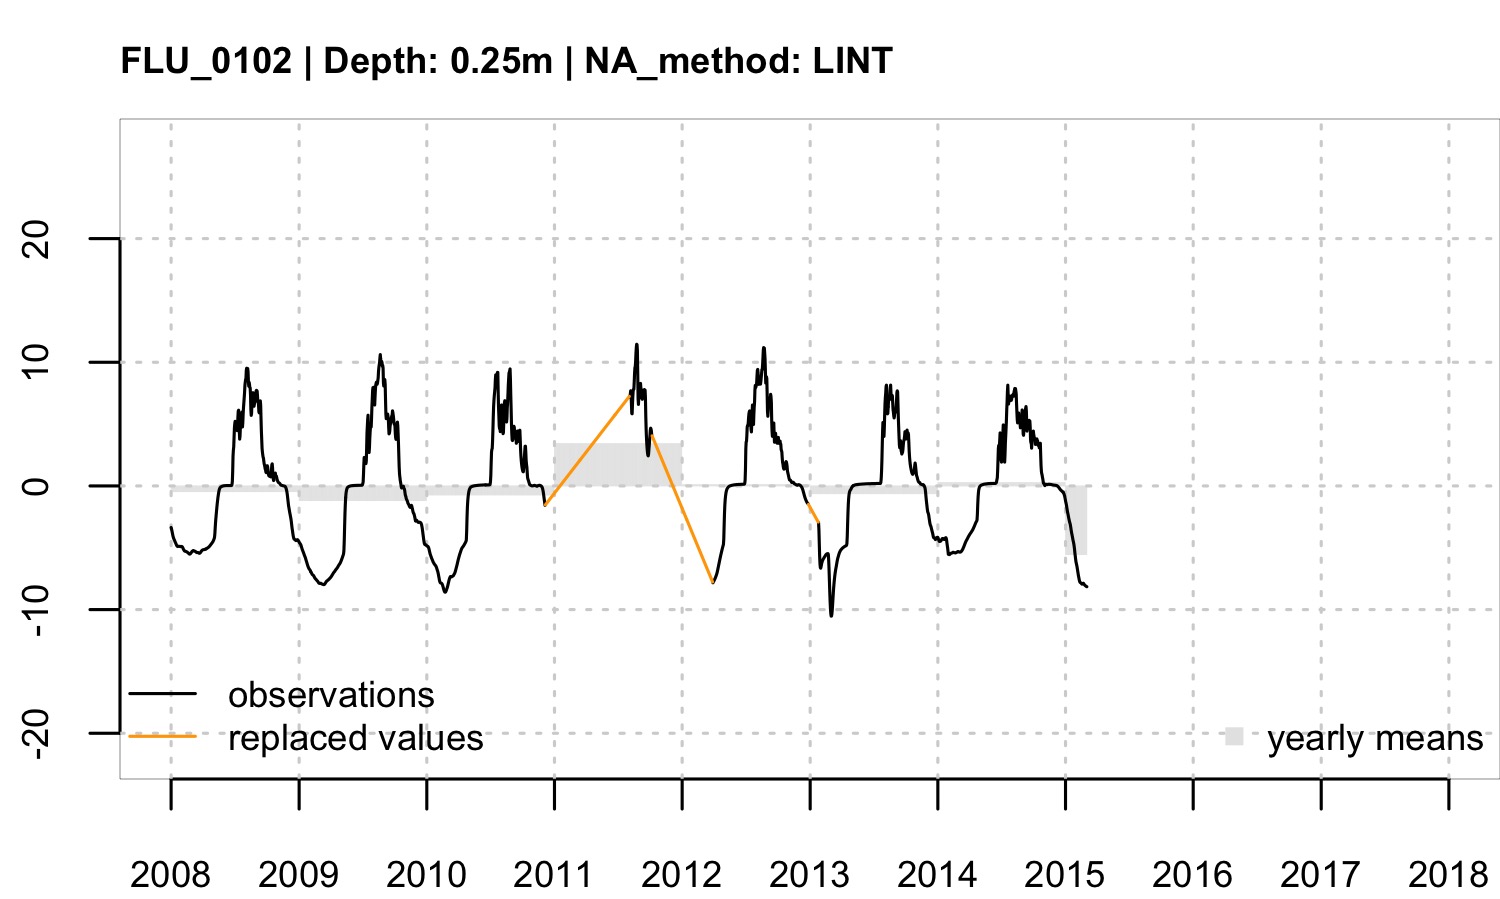 FLU_0102 | Depth: 0.25m | NA_method: LINT
20
10
0
-10
-20
observations
replaced values
yearly means
2008 2009 2010 2011 2012 2013 2014 2015 2016 2017 2018